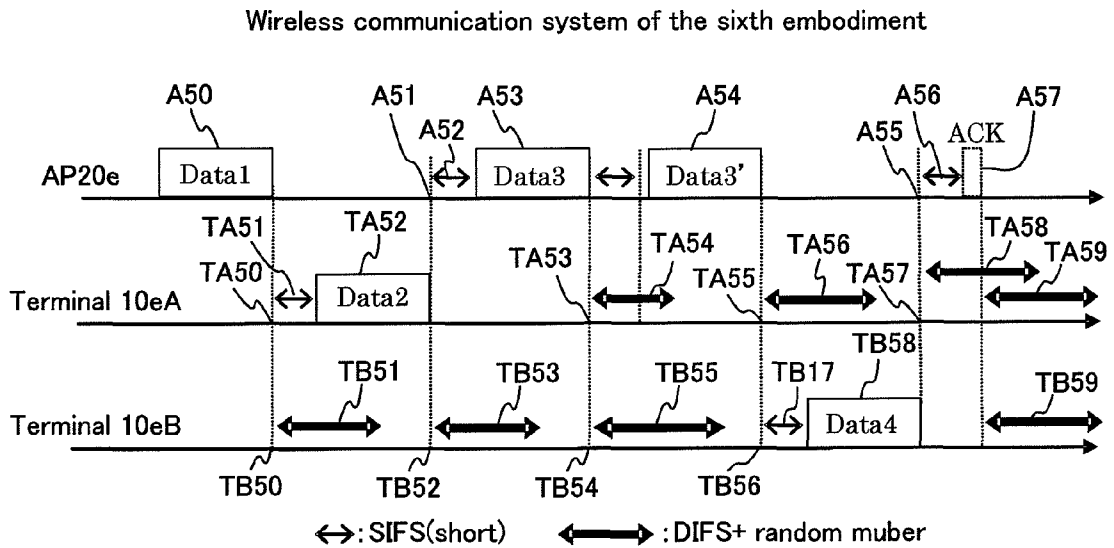 Wireless communication system of the sixth embodiment
A50 A51 A53 A54 A56 A57
A52 A55 ACK
AP20e Data1 Data3 Data3'
TA51 TA52 TA58
TA50 TA53 TA54 TA56 TA57 TA59
TA55
Terminal 10eA Data2
TB58
TB51 TB53 TB55 TB17 TB59
Terminal 10eB Data4
TB50 TB52 TB54 TB56
:SIFS(short) :DIFS+ random muber